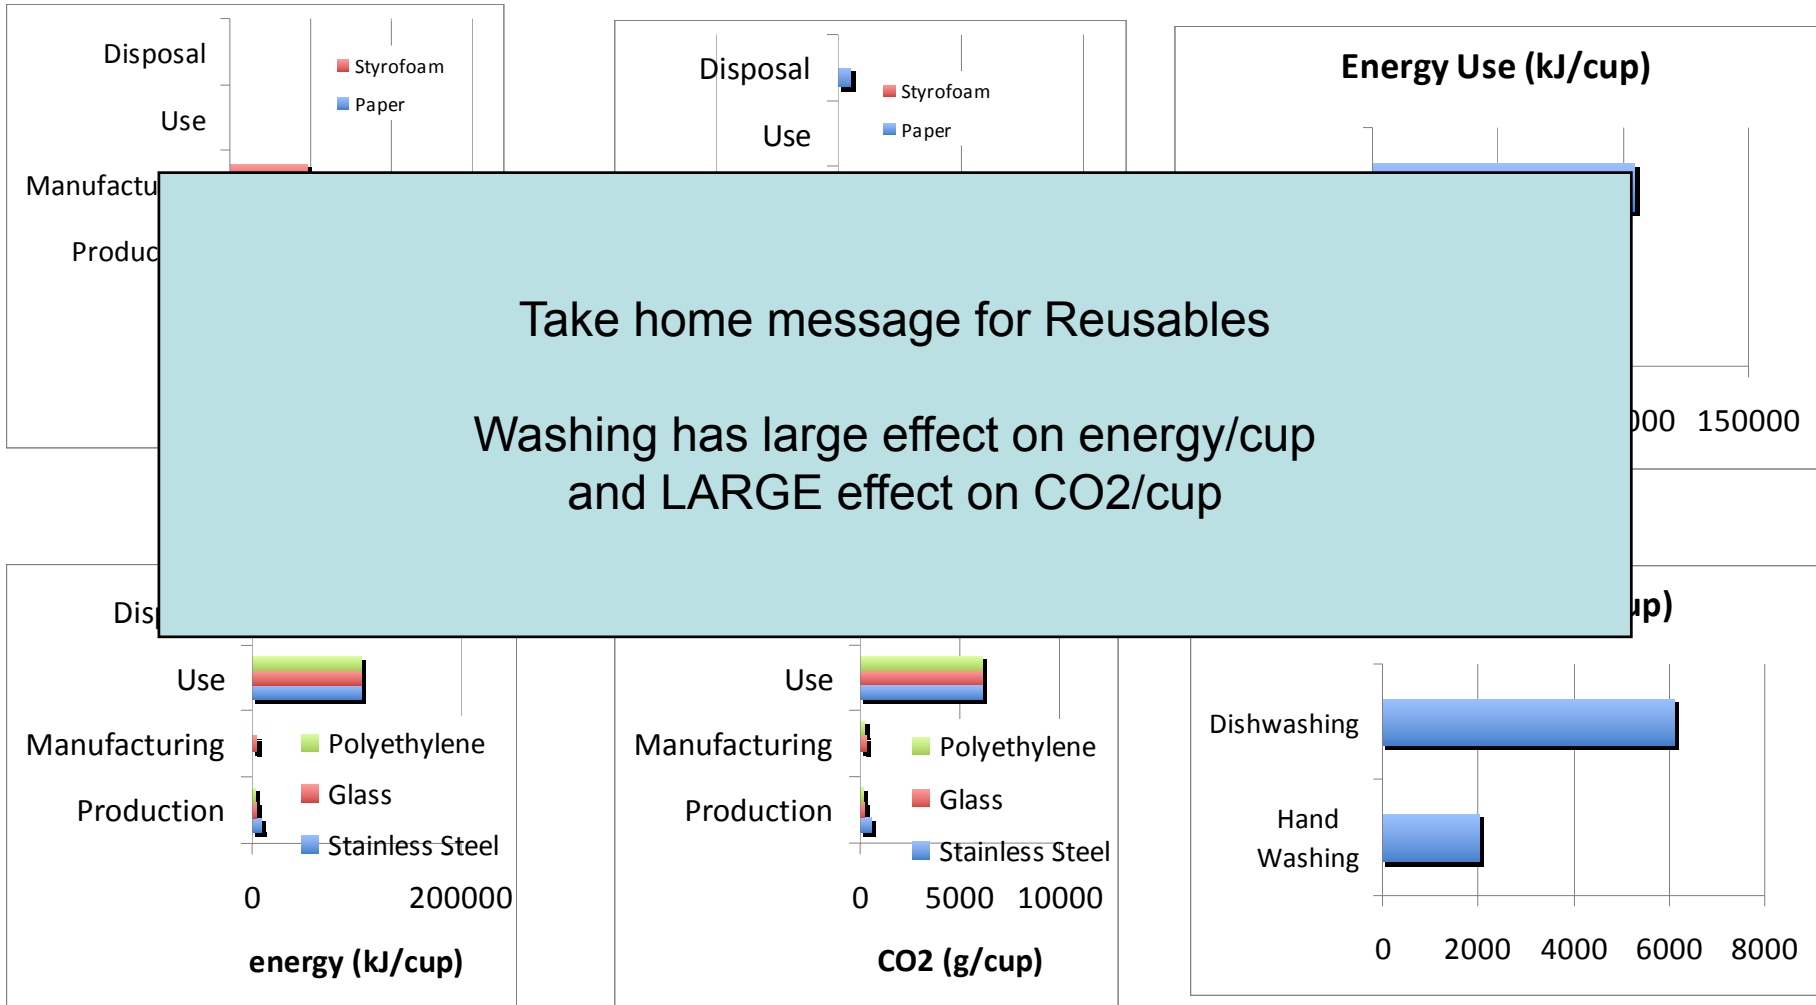 Disposal
Use
Manufactu
Produc
Styrofoam
Paper
Disposal
Use
Styrofoam
Paper
Energy Use (kJ/cup)
000 150000
Take home message for Reusables
Washing has large effect on energy/cup
and LARGE effect on CO2/cup
Dis
Use
Manufacturing
Production
Polyethylene
Glass
Stainless Steel
0 200000
energy (kJ/cup)
Use
Manufacturing
Production
Polyethylene
Glass
Stainless Steel
0 5000 10000
CO2 (g/cup)
up)
Dishwashing
Hand
Washing
0 2000 4000 6000 8000